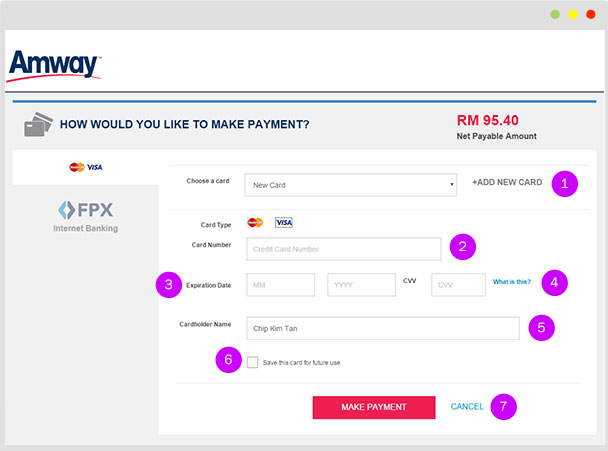 Amway™
HOW WOULD YOU LIKE TO MAKE PAYMENT?
RM 95.40
Net Payable Amount
MasterCard VISA
FPX
Internet Banking
Choose a card New Card +ADD NEW CARD 1
Card Type MasterCard VISA
Card Number Credit Card Number 2
3 Expiration Date MM YYYY CVV CVV What is this? 4
Cardholder Name Chip Kim Tan 5
6 Save this card for future use
MAKE PAYMENT CANCEL 7